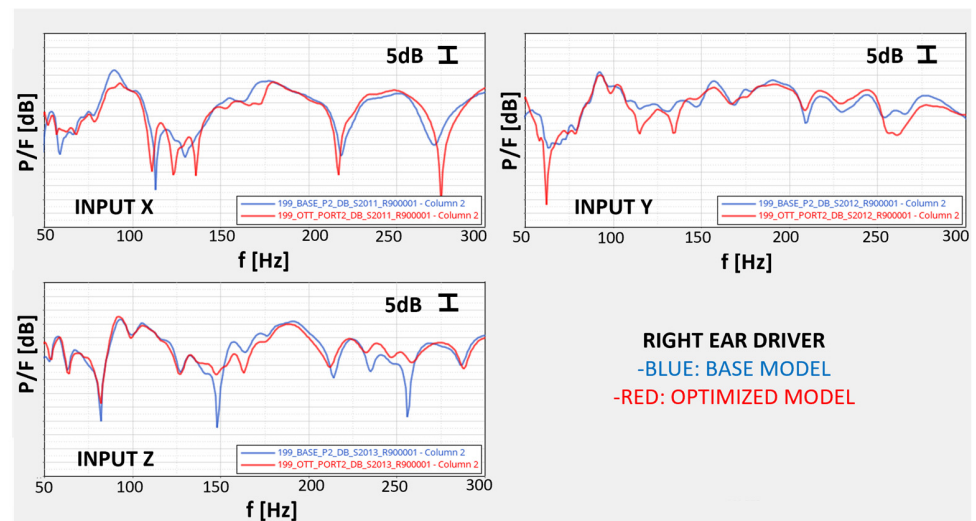 5dB
P/F [dB]
INPUT X
199_BASE_P2_DB_S2011_R900001 - Column 2
199_OTT_PORT2_DB_S2011_R900001 - Column 2
50 100 150 200 250 300
f [Hz]
5dB
P/F [dB]
INPUT Y
199_BASE_P2_DB_S2012_R900001 - Column 2
199_OTT_PORT2_DB_S2012_R900001 - Column 2
50 100 150 200 250 300
f [Hz]
5dB
P/F [dB]
INPUT Z
199_BASE_P2_DB_S2013_R900001 - Column 2
199_OTT_PORT2_DB_S2013_R900001 - Column 2
50 100 150 200 250 300
f [Hz]
RIGHT EAR DRIVER
-BLUE: BASE MODEL
-RED: OPTIMIZED MODEL